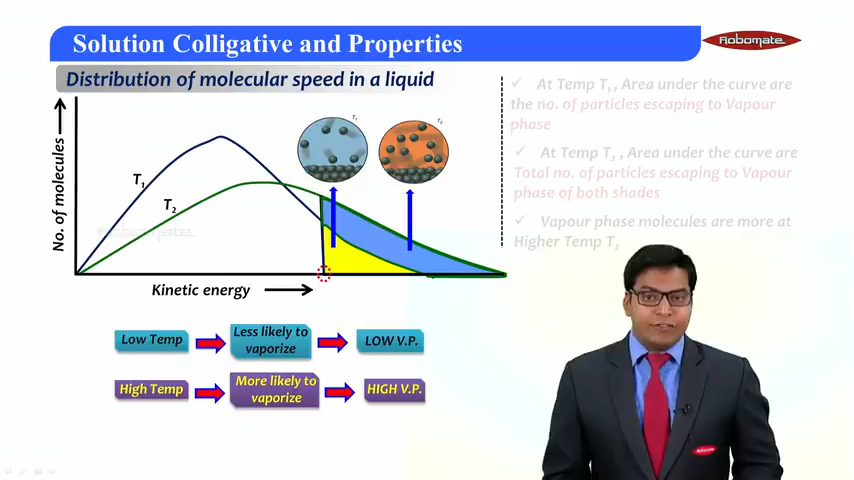 Solution Colligative and Properties
Robomate
Distribution of molecular speed in a liquid
No. of molecules
T1
T2
T1
T2
Kinetic energy
✓ At Temp T1 , Area under the curve are
the no. of particles escaping to Vapour
phase
✓ At Temp T2 , Area under the curve are
Total no. of particles escaping to Vapour
phase of both shades
✓ Vapour phase molecules are more at
Higher Temp T2
Low Temp
Less likely to
vaporize
LOW V.P.
High Temp
More likely to
vaporize
HIGH V.P.
Robomate
Robomate